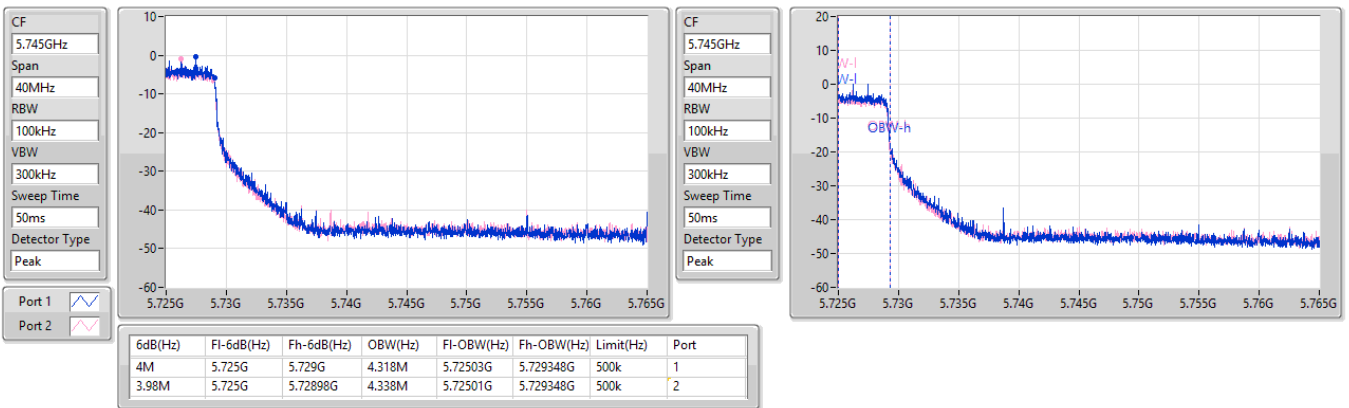 CF
5.745GHz
Span
40MHz
RBW
100kHz
VBW
300kHz
Sweep Time
50ms
Detector Type
Peak
Port 1
Port 2
10
0
-10
-20
-30
-40
-50
-60
5.725G 5.73G 5.735G 5.74G 5.745G 5.75G 5.755G 5.76G 5.765G
CF
5.745GHz
Span
40MHz
RBW
100kHz
VBW
300kHz
Sweep Time
50ms
Detector Type
Peak
20
10
0
-10
-20
-30
-40
-50
-60
W-l
W-l
OBW-h
5.725G 5.73G 5.735G 5.74G 5.745G 5.75G 5.755G 5.76G 5.765G
6dB(Hz) Fl-6dB(Hz) Fh-6dB(Hz) OBW(Hz) Fl-OBW(Hz) Fh-OBW(Hz) Limit(Hz) Port
4M 5.725G 5.729G 4.318M 5.72503G 5.729348G 500k 1
3.98M 5.725G 5.72898G 4.338M 5.72501G 5.729348G 500k 2